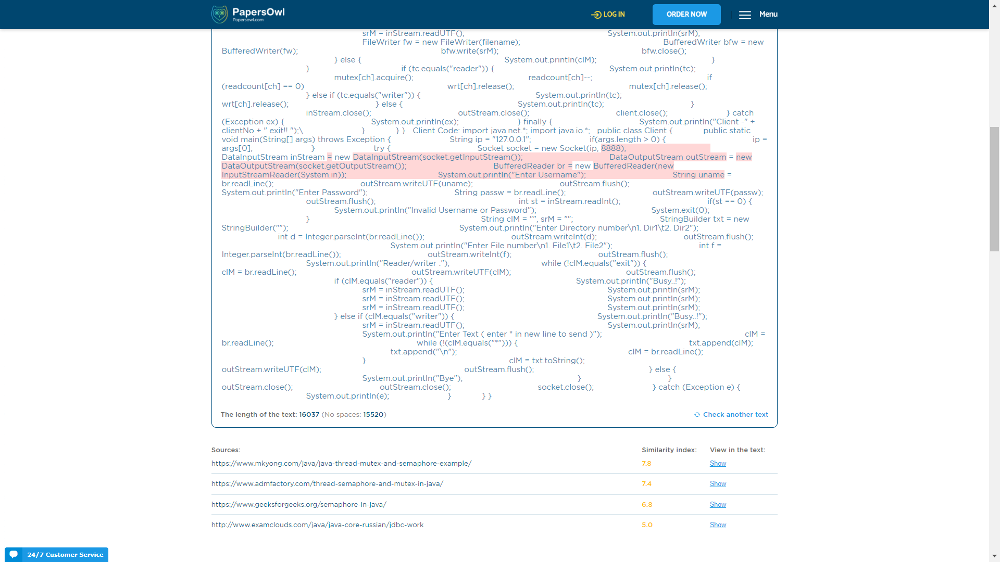 PapersOwl
Papersowl.com
LOG IN
ORDER NOW
Menu
srM = inStream.readUTF(); System.out.println(srM);
FileWriter fw = new FileWriter(filename); BufferedWriter bfw = new
BufferedWriter(fw); bfw.write(srM); bfw.close();
} else { System.out.println(clM); }
} if (tc.equals("reader")) { System.out.println(tc);
mutex[ch].acquire(); readcount[ch]--; if
(readcount[ch] == 0) wrt[ch].release(); mutex[ch].release();
} else if (tc.equals("writer")) { System.out.println(tc);
wrt[ch].release(); } else { System.out.println(tc); }
inStream.close(); outStream.close(); client.close(); } catch
(Exception ex) { System.out.println(ex); } finally { System.out.println("Client -" +
clientNo + " exit!! ");\ } } } Client Code: import java.net.*; import java.io.*; public class Client { public static
void main(String[] args) throws Exception { String ip = "127.0.0.1"; if(args.length > 0) { ip =
args[0]; } try { Socket socket = new Socket(ip, 8888);
DataInputStream inStream = new DataInputStream(socket.getInputStream()); DataOutputStream outStream = new
DataOutputStream(socket.getOutputStream()); BufferedReader br = new BufferedReader(new
InputStreamReader(System.in)); System.out.println("Enter Username"); String uname =
br.readLine(); outStream.writeUTF(uname); outStream.flush();
System.out.println("Enter Password"); String passw = br.readLine(); outStream.writeUTF(passw);
outStream.flush(); int st = inStream.readInt(); if(st == 0) {
System.out.println("Invalid Username or Password"); System.exit(0);
} String clM = "", srM = ""; StringBuilder txt = new
StringBuilder(""); System.out.println("Enter Directory number\n1. Dir1\t2. Dir2");
int d = Integer.parseInt(br.readLine()); outStream.writeInt(d); outStream.flush();
System.out.println("Enter File number\n1. File1\t2. File2"); int f =
Integer.parseInt(br.readLine()); outStream.writeInt(f); outStream.flush();
System.out.println("Reader/writer :"); while (!clM.equals("exit")) {
clM = br.readLine(); outStream.writeUTF(clM); outStream.flush();
if (clM.equals("reader")) { System.out.println("Busy..!");
srM = inStream.readUTF(); System.out.println(srM);
srM = inStream.readUTF(); System.out.println(srM);
srM = inStream.readUTF(); System.out.println(srM);
} else if (clM.equals("writer")) { System.out.println("Busy..!");
srM = inStream.readUTF(); System.out.println(srM);
System.out.println("Enter Text ( enter * in new line to send )"); clM =
br.readLine(); while (!(clM.equals("*"))) { txt.append(clM);
txt.append("\n"); clM = br.readLine();
} clM = txt.toString();
outStream.writeUTF(clM); outStream.flush(); } else {
System.out.println("Bye"); } }
outStream.close(); outStream.close(); socket.close(); } catch (Exception e) {
System.out.println(e); } } }
The length of the text: 16037 (No spaces: 15520)
Check another text
Sources: Similarity index: View in the text:
https://www.mkyong.com/java/java-thread-mutex-and-semaphore-example/ 7.8 Show
https://www.admfactory.com/thread-semaphore-and-mutex-in-java/ 7.4 Show
https://www.geeksforgeeks.org/semaphore-in-java/ 6.8 Show
http://www.examclouds.com/java/java-core-russian/jdbc-work 5.0 Show
24/7 Customer Service